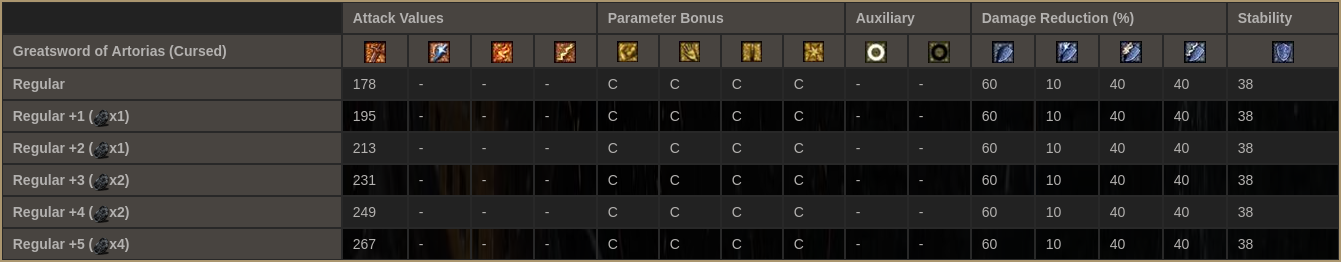 Attack Values Parameter Bonus Auxiliary Damage Reduction (%) Stability
Greatsword of Artorias (Cursed)
Regular 178 - - - C C C C - - 60 10 40 40 38
Regular +1 (x1) 195 - - - C C C C - - 60 10 40 40 38
Regular +2 (x1) 213 - - - C C C C - - 60 10 40 40 38
Regular +3 (x2) 231 - - - C C C C - - 60 10 40 40 38
Regular +4 (x2) 249 - - - C C C C - - 60 10 40 40 38
Regular +5 (x4) 267 - - - C C C C - - 60 10 40 40 38